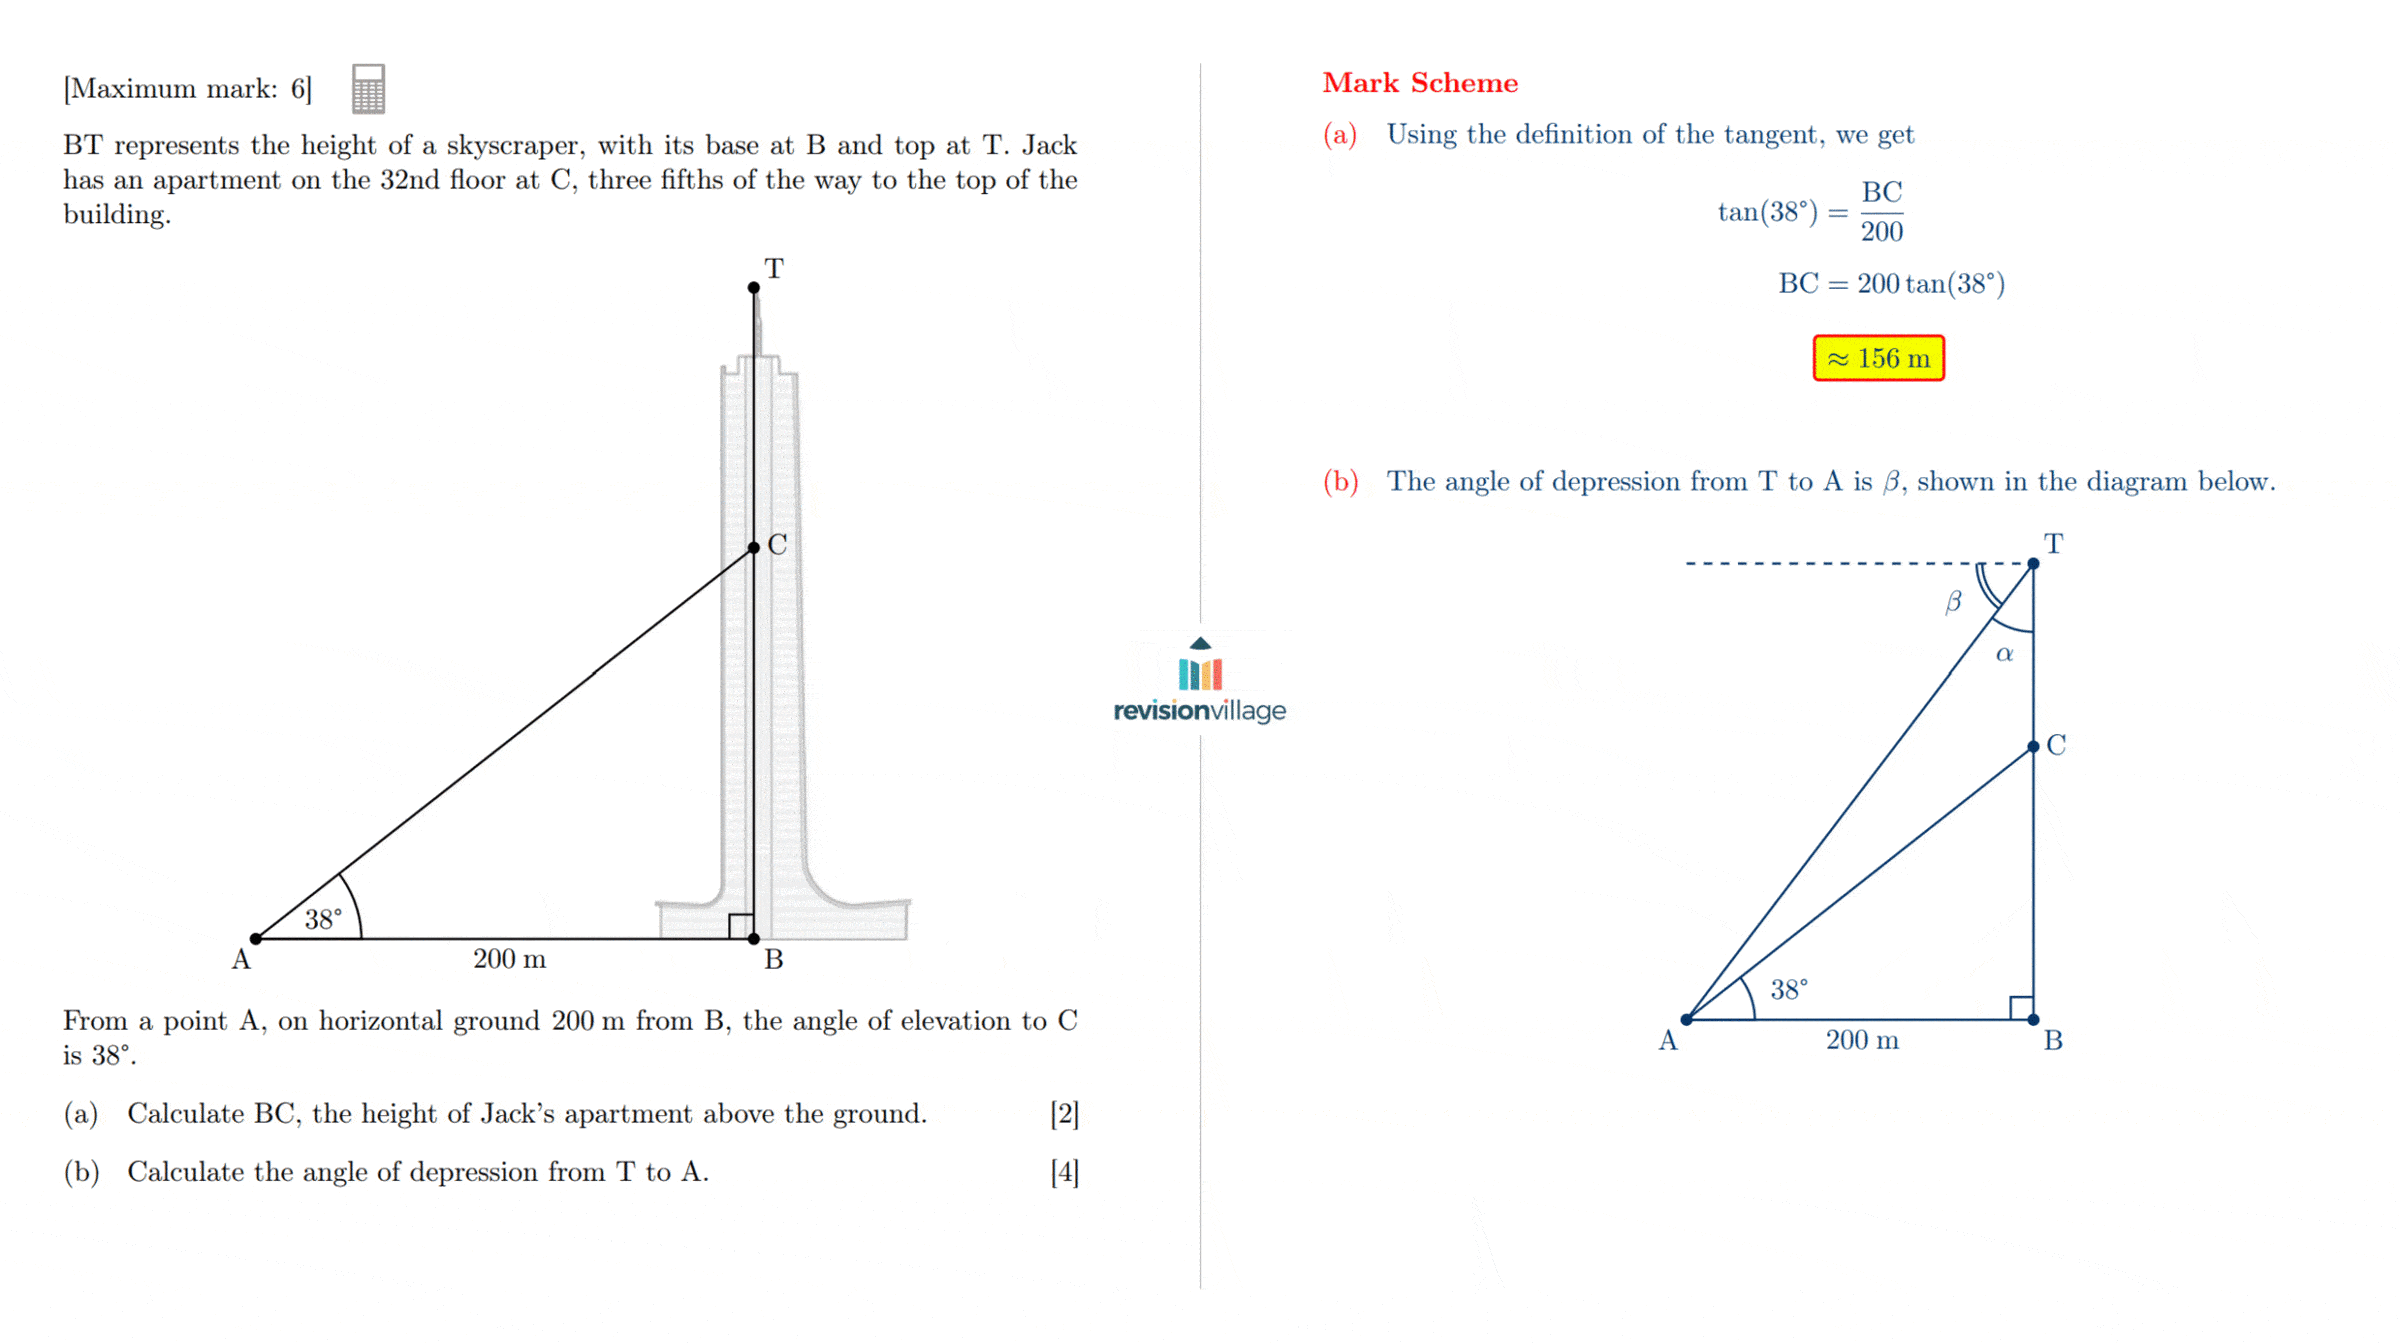 [Maximum mark: 6]
BT represents the height of a skyscraper, with its base at B and top at T. Jack
has an apartment on the 32nd floor at C, three fifths of the way to the top of the
building.
T
C
38°
A
200 m
B
From a point A, on horizontal ground 200 m from B, the angle of elevation to C
is 38°.
(a) Calculate BC, the height of Jack's apartment above the ground. [2]
(b) Calculate the angle of depression from T to A. [4]
revisionvillage
Mark Scheme
(a) Using the definition of the tangent, we get
tan(38°) = BC/200
BC = 200 tan(38°)
≈ 156 m
(b) The angle of depression from T to A is β, shown in the diagram below.
T
β
α
C
38°
A
200 m
B